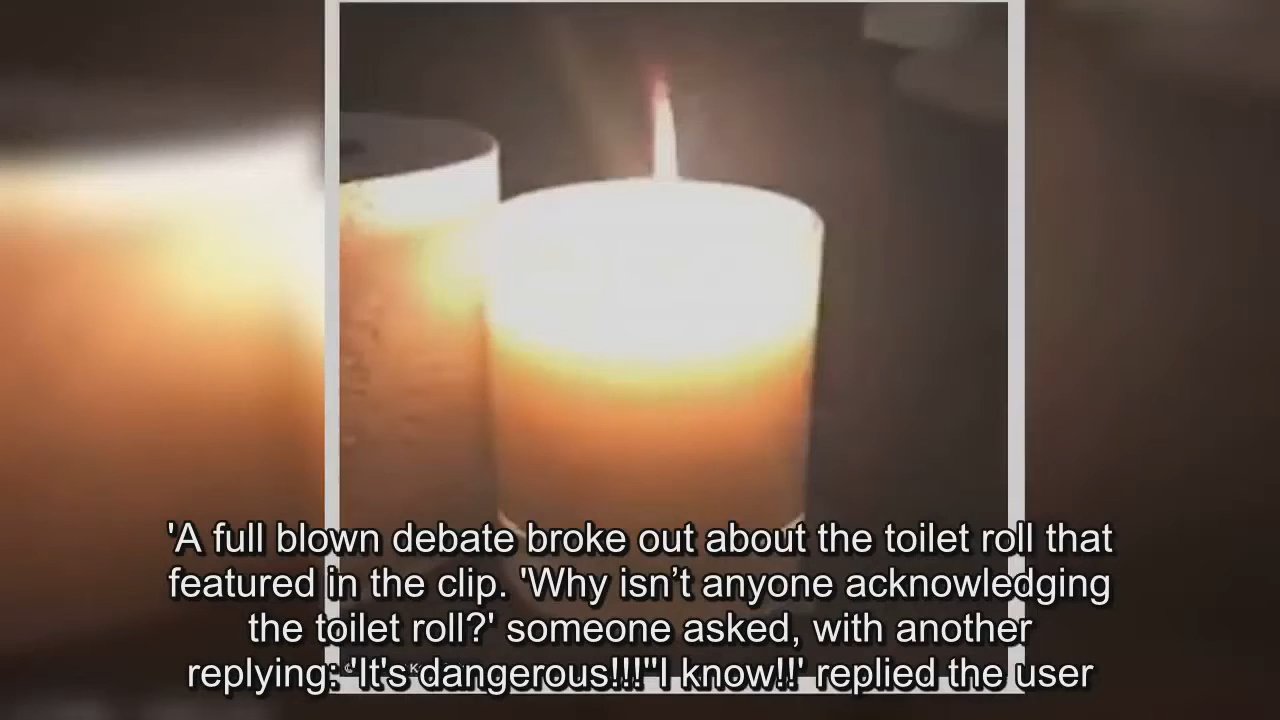 'A full blown debate broke out about the toilet roll that
featured in the clip. 'Why isn’t anyone acknowledging
the toilet roll?' someone asked, with another
replying: 'It's dangerous!!!''I know!!' replied the user